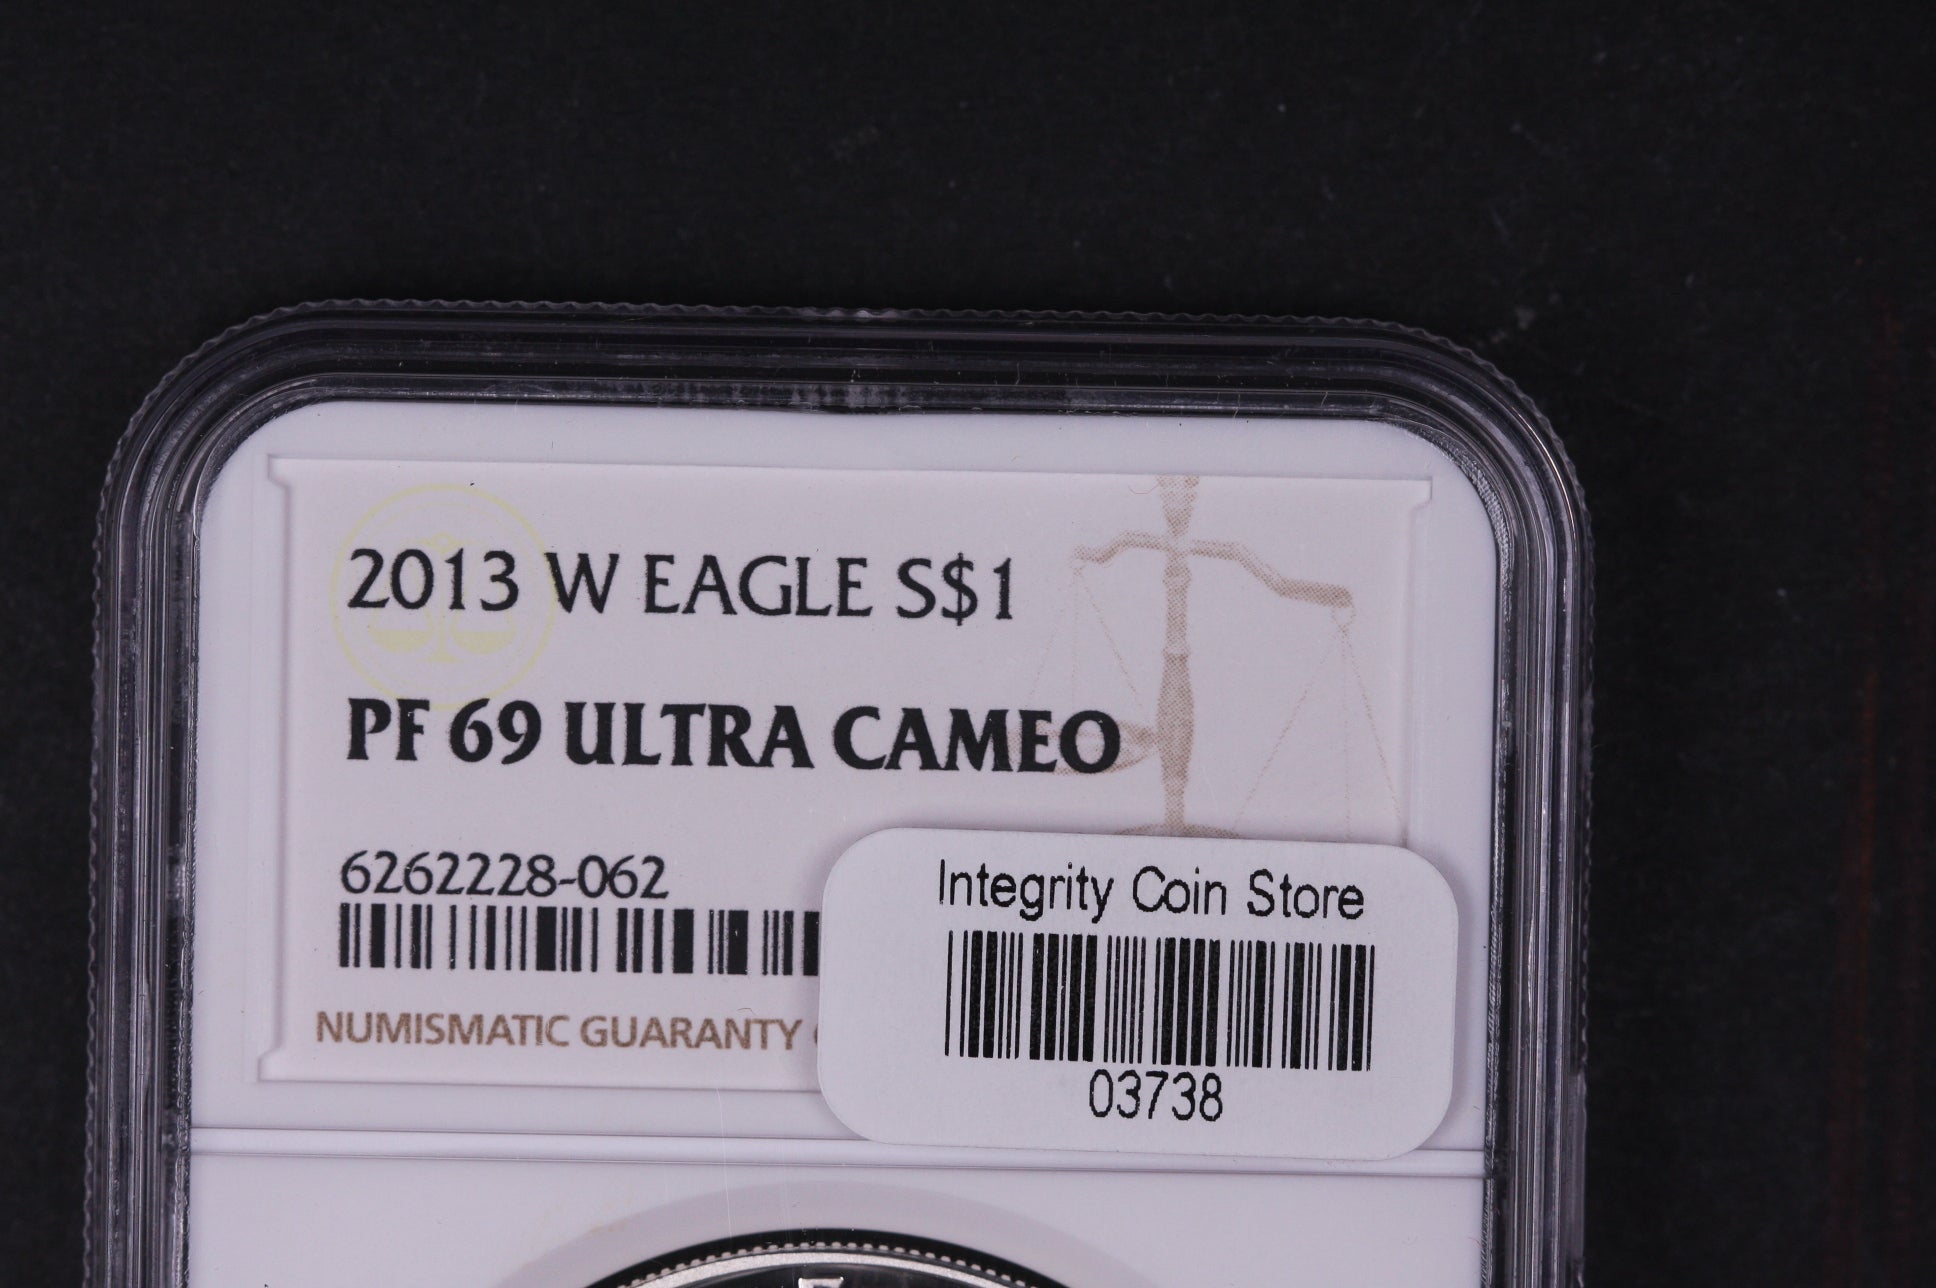 2013 W EAGLE S$1
PF 69 ULTRA CAMEO
6262228-062
NUMISMATIC GUARANTY
Integrity Coin Store
03738